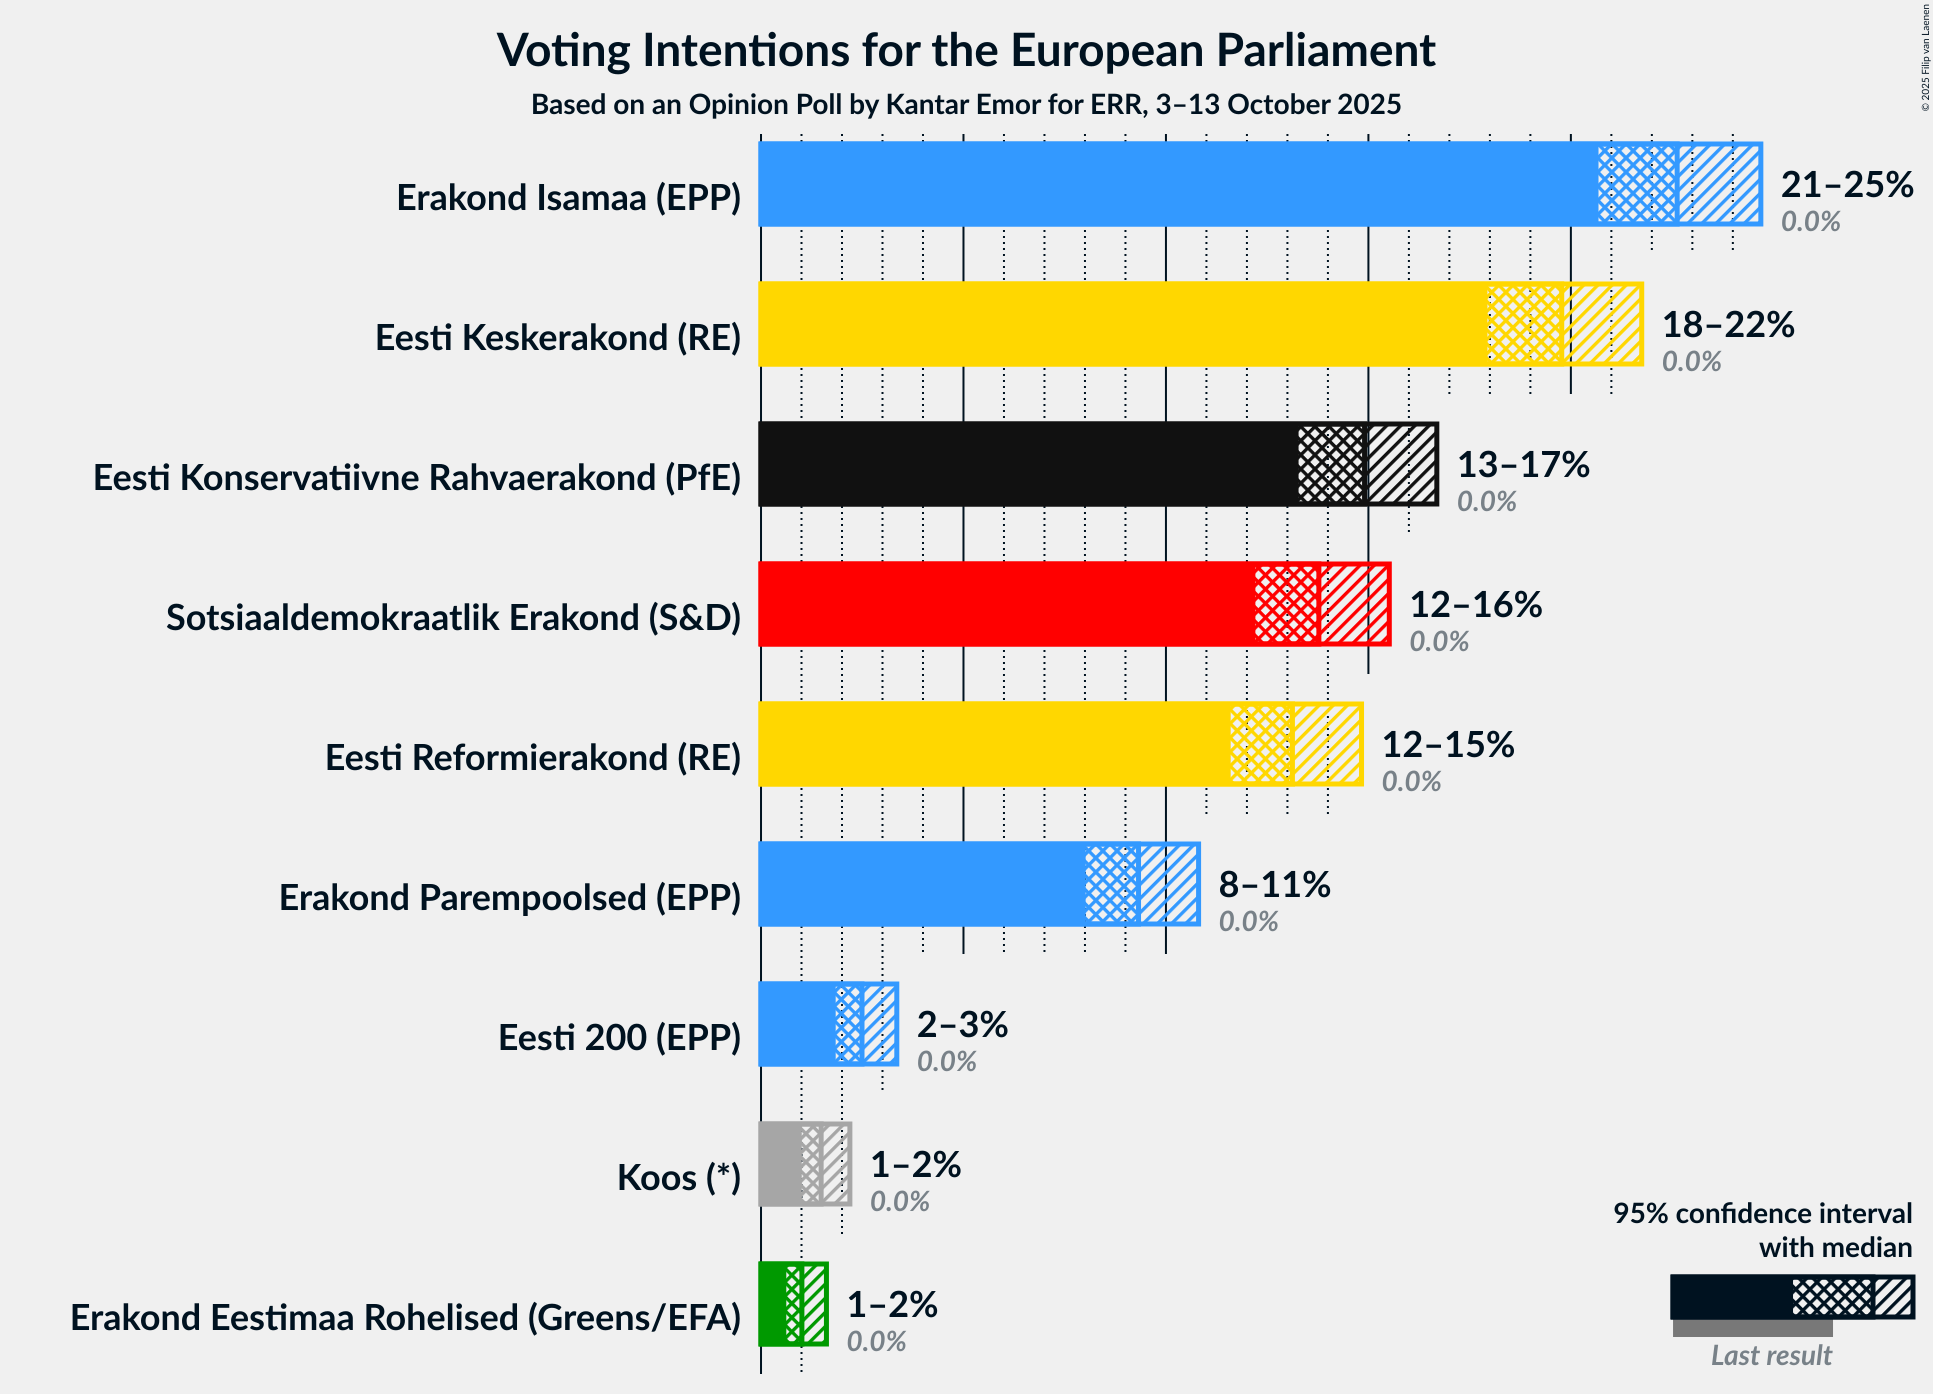 Voting Intentions for the European Parliament
Based on an Opinion Poll by Kantar Emor for ERR, 3–13 October 2025
© 2025 Filip van Laenen
Erakond Isamaa (EPP)
21–25%
0.0%
Eesti Keskerakond (RE)
18–22%
0.0%
Eesti Konservatiivne Rahvaerakond (PfE)
13–17%
0.0%
Sotsiaaldemokraatlik Erakond (S&D)
12–16%
0.0%
Eesti Reformierakond (RE)
12–15%
0.0%
Erakond Parempoolsed (EPP)
8–11%
0.0%
Eesti 200 (EPP)
2–3%
0.0%
Koos (*)
1–2%
0.0%
Erakond Eestimaa Rohelised (Greens/EFA)
1–2%
0.0%
95% confidence interval
with median
Last result